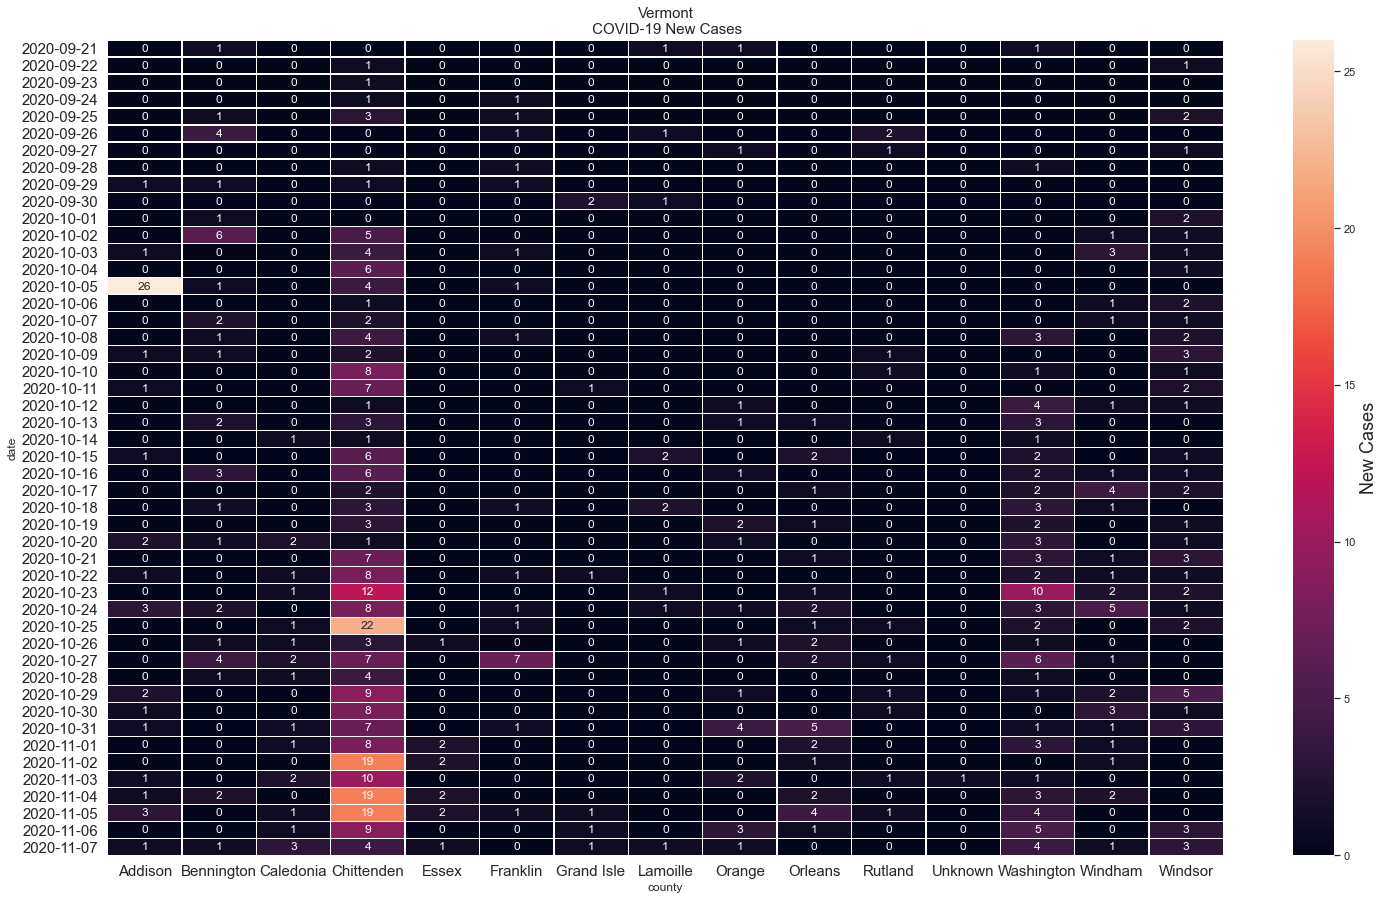 Vermont
COVID-19 New Cases
2020-09-21 0 1 0 0 0 0 0 1 1 0 0 0 1 0 0
2020-09-22 0 0 0 1 0 0 0 0 0 0 0 0 0 0 1
2020-09-23 0 0 0 1 0 0 0 0 0 0 0 0 0 0 0
2020-09-24 0 0 0 1 0 1 0 0 0 0 0 0 0 0 0
2020-09-25 0 1 0 3 0 1 0 0 0 0 0 0 0 0 2
2020-09-26 0 4 0 0 0 1 0 1 0 0 2 0 0 0 0
2020-09-27 0 0 0 0 0 0 0 0 1 0 1 0 0 0 1
2020-09-28 0 0 0 1 0 1 0 0 0 0 0 0 1 0 0
2020-09-29 1 1 0 1 0 1 0 0 0 0 0 0 0 0 0
2020-09-30 0 0 0 0 0 0 2 1 0 0 0 0 0 0 0
2020-10-01 0 1 0 0 0 0 0 0 0 0 0 0 0 0 2
2020-10-02 0 6 0 5 0 0 0 0 0 0 0 0 0 1 1
2020-10-03 1 0 0 4 0 1 0 0 0 0 0 0 0 3 1
2020-10-04 0 0 0 6 0 0 0 0 0 0 0 0 0 0 1
2020-10-05 26 1 0 4 0 1 0 0 0 0 0 0 0 0 0
2020-10-06 0 0 0 1 0 0 0 0 0 0 0 0 0 1 2
2020-10-07 0 2 0 2 0 0 0 0 0 0 0 0 0 1 1
2020-10-08 0 1 0 4 0 1 0 0 0 0 0 0 3 0 2
2020-10-09 1 1 0 2 0 0 0 0 0 0 1 0 0 0 3
2020-10-10 0 0 0 8 0 0 0 0 0 0 1 0 1 0 1
2020-10-11 1 0 0 7 0 0 1 0 0 0 0 0 0 0 2
2020-10-12 0 0 0 1 0 0 0 0 1 0 0 0 4 1 1
2020-10-13 0 2 0 3 0 0 0 0 1 1 0 0 3 0 0
2020-10-14 0 0 1 1 0 0 0 0 0 0 1 0 1 0 0
2020-10-15 1 0 0 6 0 0 0 2 0 2 0 0 2 0 1
2020-10-16 0 3 0 6 0 0 0 0 1 0 0 0 2 1 1
2020-10-17 0 0 0 2 0 0 0 0 0 1 0 0 2 4 2
2020-10-18 0 1 0 3 0 1 0 2 0 0 0 0 3 1 0
2020-10-19 0 0 0 3 0 0 0 0 2 1 0 0 2 0 1
2020-10-20 2 1 2 1 0 0 0 0 1 0 0 0 3 0 1
2020-10-21 0 0 0 7 0 0 0 0 0 1 0 0 3 1 3
2020-10-22 1 0 1 8 0 1 1 0 0 0 0 0 2 1 1
2020-10-23 0 0 1 12 0 0 0 1 0 1 0 0 10 2 2
2020-10-24 3 2 0 8 0 1 0 1 1 2 0 0 3 5 1
2020-10-25 0 0 1 22 0 1 0 0 0 1 1 0 2 0 2
2020-10-26 0 1 1 3 1 0 0 0 1 2 0 0 1 0 0
2020-10-27 0 4 2 7 0 7 0 0 0 2 1 0 6 1 0
2020-10-28 0 1 1 4 0 0 0 0 0 0 0 0 1 0 0
2020-10-29 2 0 0 9 0 0 0 0 1 0 1 0 1 2 5
2020-10-30 1 0 0 8 0 0 0 0 0 0 1 0 0 3 1
2020-10-31 1 0 1 7 0 1 0 0 4 5 0 0 1 1 3
2020-11-01 0 0 1 8 2 0 0 0 0 2 0 0 3 1 0
2020-11-02 0 0 0 19 2 0 0 0 0 1 0 0 0 1 0
2020-11-03 1 0 2 10 0 0 0 0 2 0 1 1 1 0 0
2020-11-04 1 2 0 19 2 0 0 0 0 2 0 0 3 2 0
2020-11-05 3 0 1 19 2 1 1 0 0 4 1 0 4 0 0
2020-11-06 0 0 1 9 0 0 1 0 3 1 0 0 5 0 3
2020-11-07 1 1 3 4 1 0 1 1 1 0 0 0 4 1 3
Addison Bennington Caledonia Chittenden Essex Franklin Grand Isle Lamoille Orange Orleans Rutland Unknown Washington Windham Windsor
county
date
25
20
15
10
5
0
New Cases